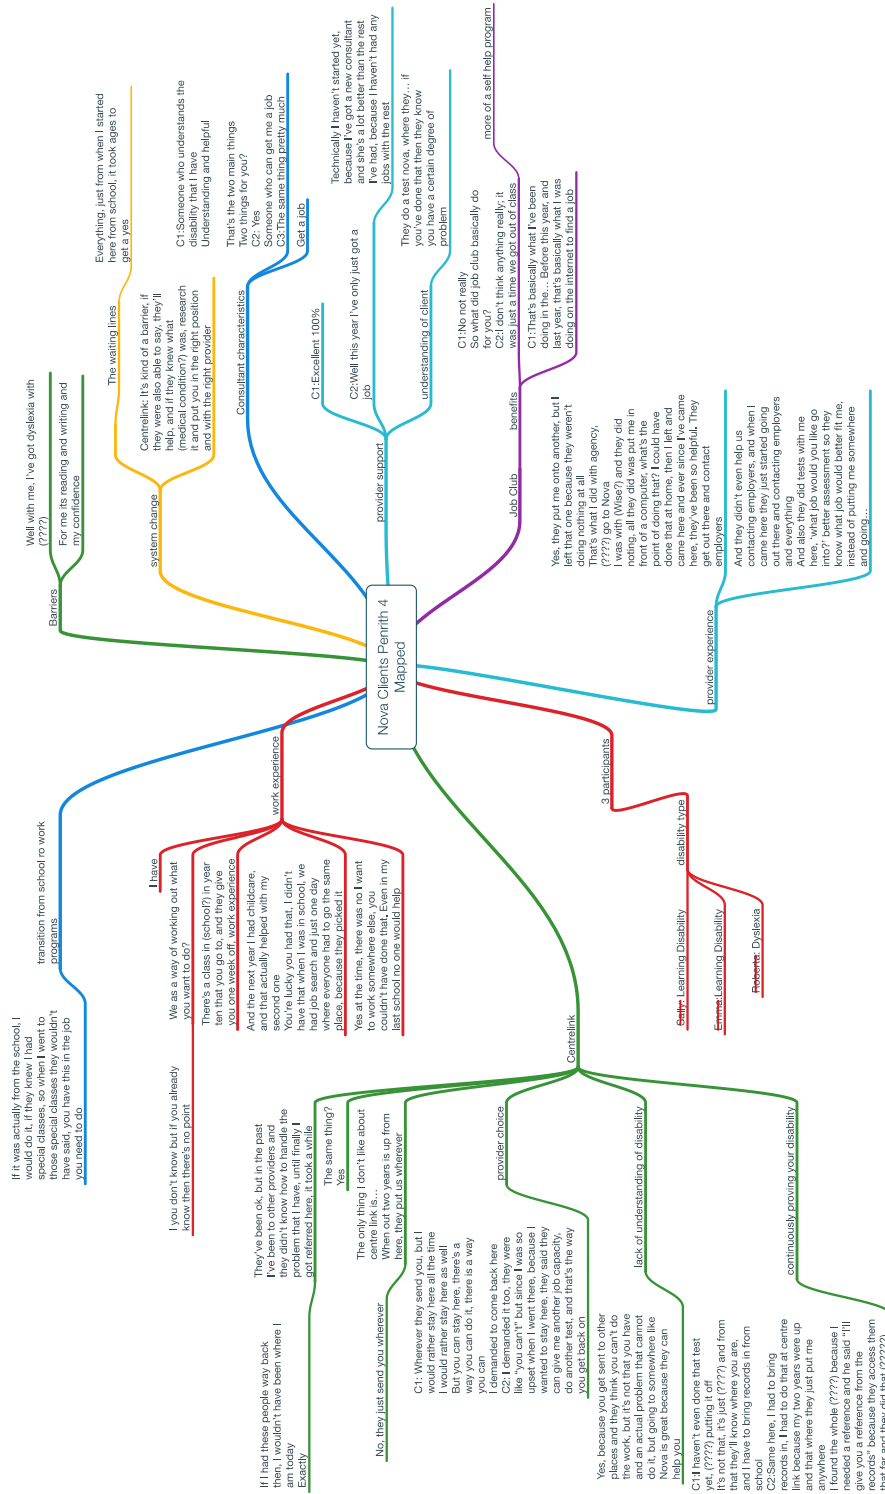 Nova Clients Penrith 4
Mapped
Barriers
Well with me, I've got dyslexia with
(????)
For me its reading and writing and
my confidence
system change
The waiting lines
Everything, just from when I started
here from school, it took ages to
get a yes
Centrelink: It's kind of a barrier, if
they were also able to say, they'll
help, and if they knew what
(medical condition?) was, research
it and put you in the right position
and with the right provider
Consultant characteristics
C1:Someone who understands the
disability that I have
Understanding and helpful
That's the two main things
Two things for you?
C2: Yes
Someone who can get me a job
C3:The same thing pretty much
Get a job
provider support
C1:Excellent 100%
C2:Well this year I've only just got a
job
Technically I haven't started yet,
because I've got a new consultant
and she's a lot better than the rest
I've had, because I haven't had any
jobs with the rest
understanding of client
They do a test nova, where they... if
you've done that then they know
you have a certain degree of
problem
Job Club
benefits
C1:No not really
So what did job club basically do
for you?
C2:I don't think anything really; it
was just a time we got out of class
more of a self help program
C1:That's basically what I've been
doing in the... Before this year, and
last year, that's basically what I was
doing on the internet to find a job
provider experience
Yes, they put me onto another, but I
left that one because they weren't
doing nothing at all
That's what I did with agency,
(????) go to Nova
I was with (Wise?) and they did
noting, all they did was put me in
front of a computer, what's the
point of doing that? I could have
done that at home, then I left and
came here and ever since I've came
here, they've been so helpful. They
get out there and contact
employers
And they didn't even help us
contacting employers, and when I
came here they just started going
out there and contacting employers
and everything
And also they did tests with me
here, 'what job would you like go
into?' better assessment so they
know what job would better fit me,
instead of putting me somewhere
and going...
transition from school ro work
programs
If it was actually from the school, I
would do it, if they knew I had
special classes, so when I went to
those special classes they wouldn't
have said, you have this in the job
you need to do
work experience
I have
We as a way of working out what
you want to do?
I you don't know but if you already
know then there's no point
There's a class in (school?) in year
ten that you go to, and they give
you one week off, work experience
And the next year I had childcare,
and that actually helped with my
second one
You're lucky you had that, I didn't
have that when I was in school, we
had job search and just one day
where everyone had to go the same
place, because they picked it
Yes at the time, there was no I want
to work somewhere else, you
couldn't have done that. Even in my
last school no one would help
3 participants
disability type
Sally: Learning Disability
Emma:Learning Disability
Roberta: Dyslexia
Centrelink
They've been ok, but in the past
I've been to other providers and
they didn't know how to handle the
problem that I have, until finally I
got referred here, it took a while
If I had these people way back
then, I wouldn't have been where I
am today
Exactly
The same thing?
Yes
The only thing I don't like about
centre link is...
When out two years is up from
here, they put us wherever
No, they just send you wherever
provider choice
C1: Wherever they send you, but I
would rather stay here all the time
I would rather stay here as well
But you can stay here, there's a
way you can do it, there is a way
you can
I demanded to come back here
C2: I demanded it too, they were
like "you can't" but since I was so
upset when I went there, because I
wanted to stay here, they said they
can give me another job capacity,
do another test, and that's the way
you get back on
lack of understanding of disability
Yes, because you get sent to other
places and they think you can't do
the work, but it's not that you have
and an actual problem that cannot
do it, but going to somewhere like
Nova is great because they can
help you
continuously proving your disability
C1:I haven't even done that test
yet, (????) putting it off
It's not that, it's just (????) and from
that they'll know where you are,
and I have to bring records in from
school
C2:Same here, I had to bring
records in, I had to do that at centre
link because my two years were up
and that where they just put me
anywhere
I found the whole (????) because I
needed a reference and he said "I'll
give you a reference from the
records" because they access them